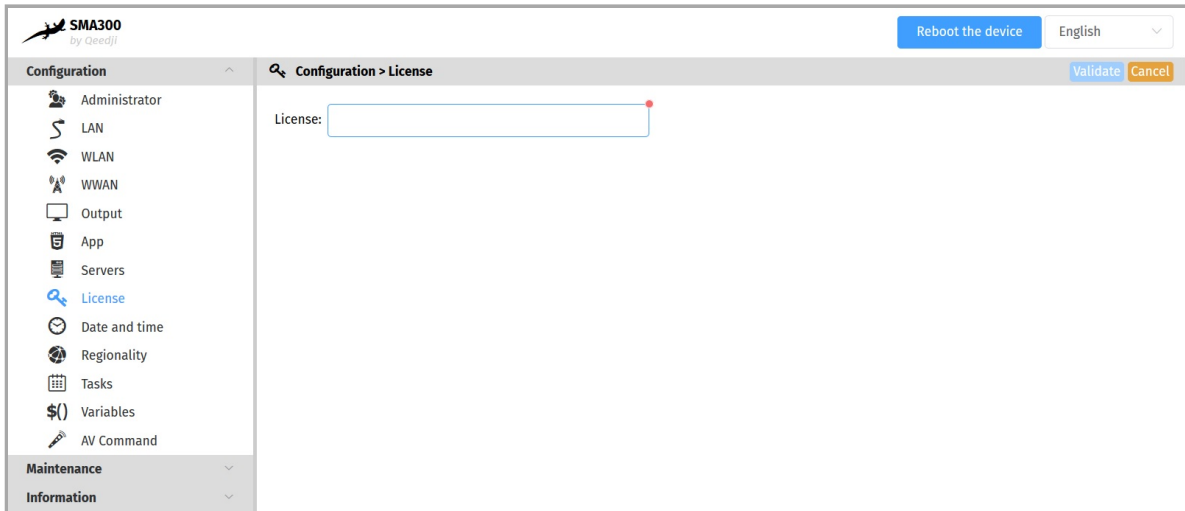 SMA300
by Qeedji
Reboot the device
English
Configuration
Configuration > License
Validate
Cancel
Administrator
License:
LAN
WLAN
WWAN
Output
App
Servers
License
Date and time
Regionality
Tasks
$() Variables
AV Command
Maintenance
Information